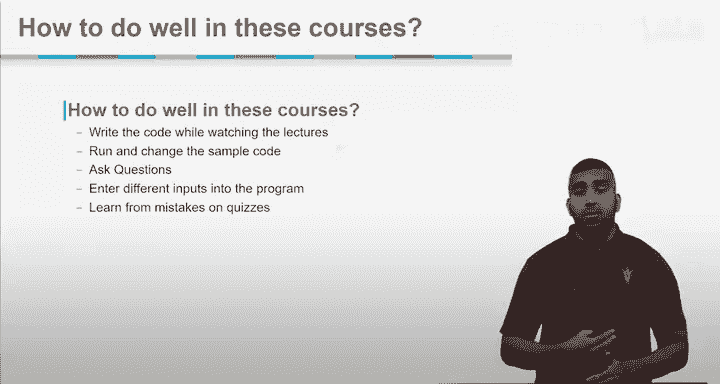 How to do well in these courses?
How to do well in these courses?
– Write the code while watching the lectures
– Run and change the sample code
– Ask Questions
– Enter different inputs into the program
– Learn from mistakes on quizzes